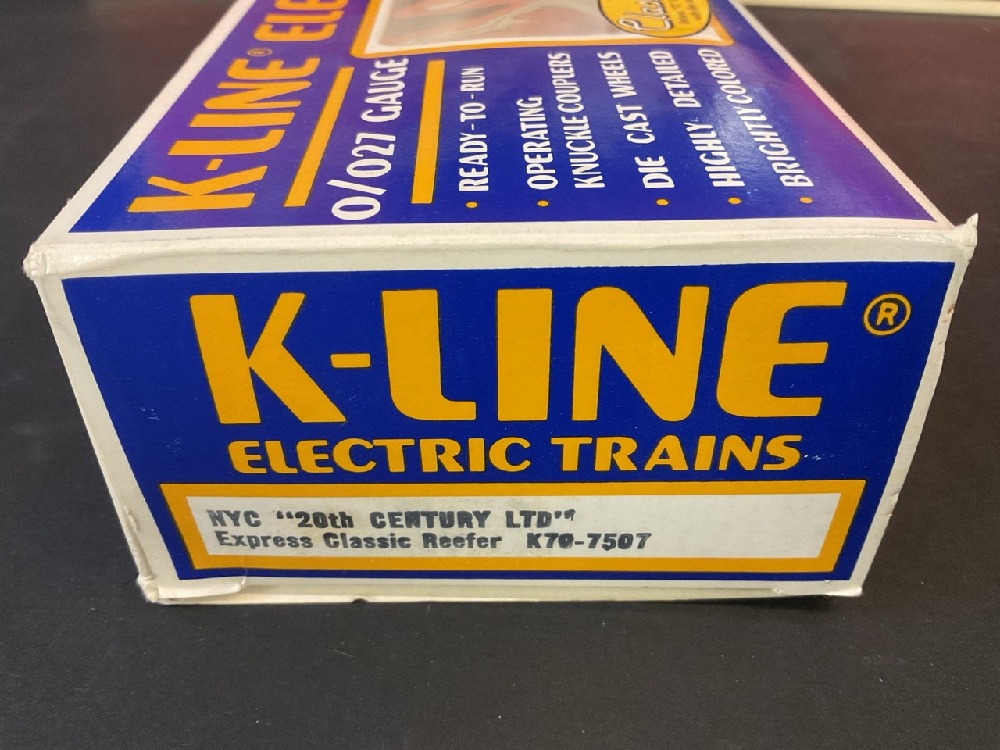 K-LINE® ELE
O/O27 GAUGE
• READY-TO-RUN
• OPERATING
KNUCKLE COUPLERS
• DIE CAST WHEELS
• HIGHLY DETAILED
• BRIGHTLY COLORED
K-LINE®
ELECTRIC TRAINS
NYC "20th CENTURY LTD"
Express Classic Reefer K70-7507